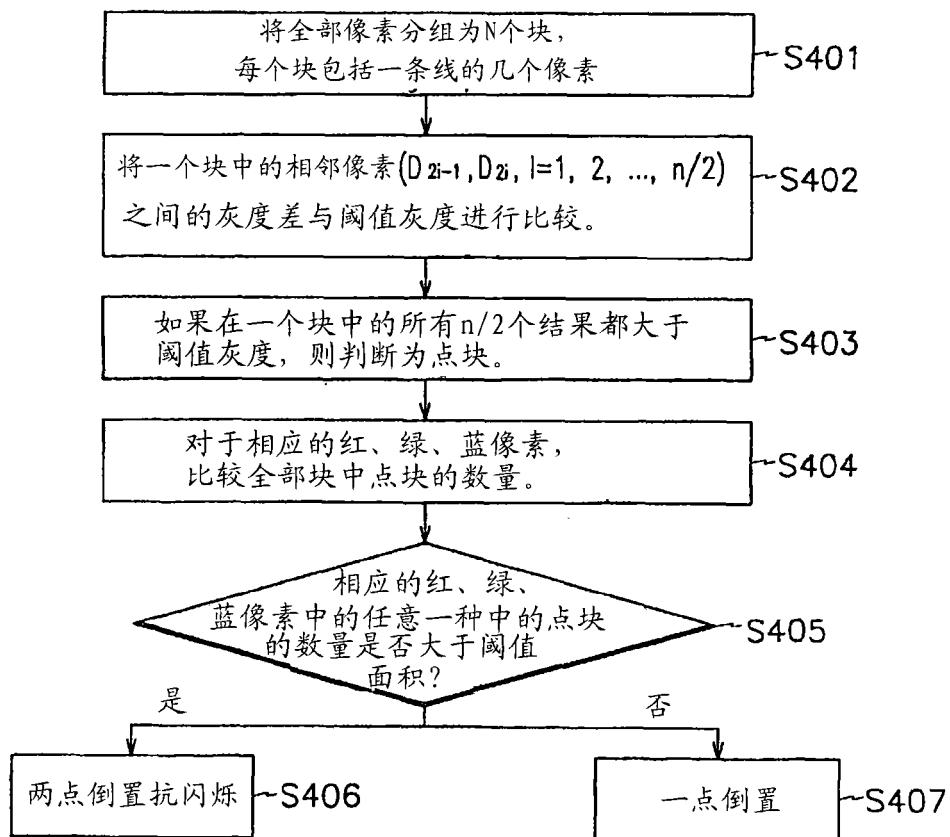 将全部像素分组为N个块,
每个块包括一条线的几个像素
S401
将一个块中的相邻像素(D2i-1,D2i, l=1, 2, ..., n/2)
之间的灰度差与阈值灰度进行比较。
S402
如果在一个块中的所有n/2个结果都大于
阈值灰度,则判断为点块。
S403
对于相应的红、绿、蓝像素,
比较全部块中点块的数量。
S404
相应的红、绿、
蓝像素中的任意一种中的点块
的数量是否大于阈值
面积?
S405
是
否
两点倒置抗闪烁
S406
一点倒置
S407